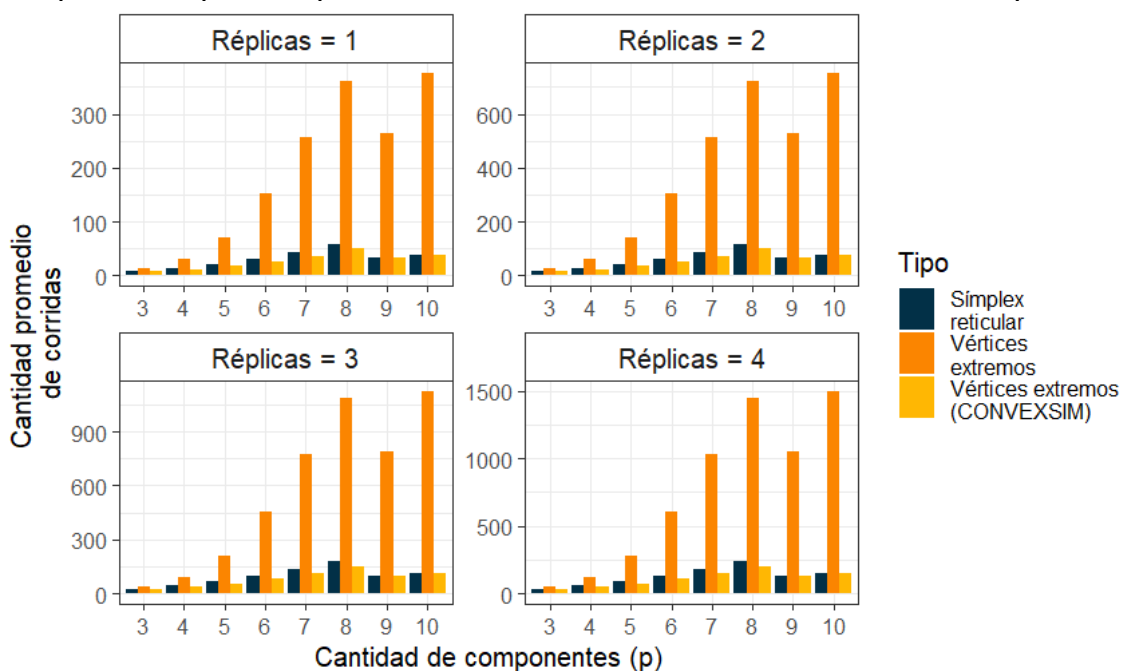 Réplicas = 1
Réplicas = 2
300
200
100
0
600
400
200
0
3 4 5 6 7 8 9 10
3 4 5 6 7 8 9 10
Réplicas = 3
Réplicas = 4
900
600
300
0
1500
1000
500
0
3 4 5 6 7 8 9 10
3 4 5 6 7 8 9 10
Cantidad promedio
de corridas
Cantidad de componentes (p)
Tipo
Símplex
reticular
Vértices
extremos
Vértices extremos
(CONVEXSIM)